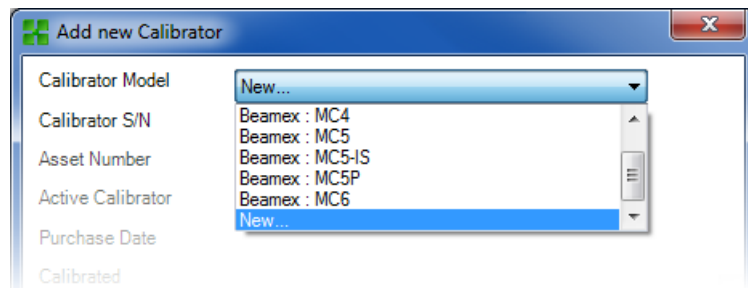 Add new Calibrator
Calibrator Model
New...
Calibrator S/N
Beamex : MC4
Beamex : MC5
Asset Number
Beamex : MC5-IS
Beamex : MC5P
Active Calibrator
Beamex : MC6
New...
Purchase Date
Calibrated